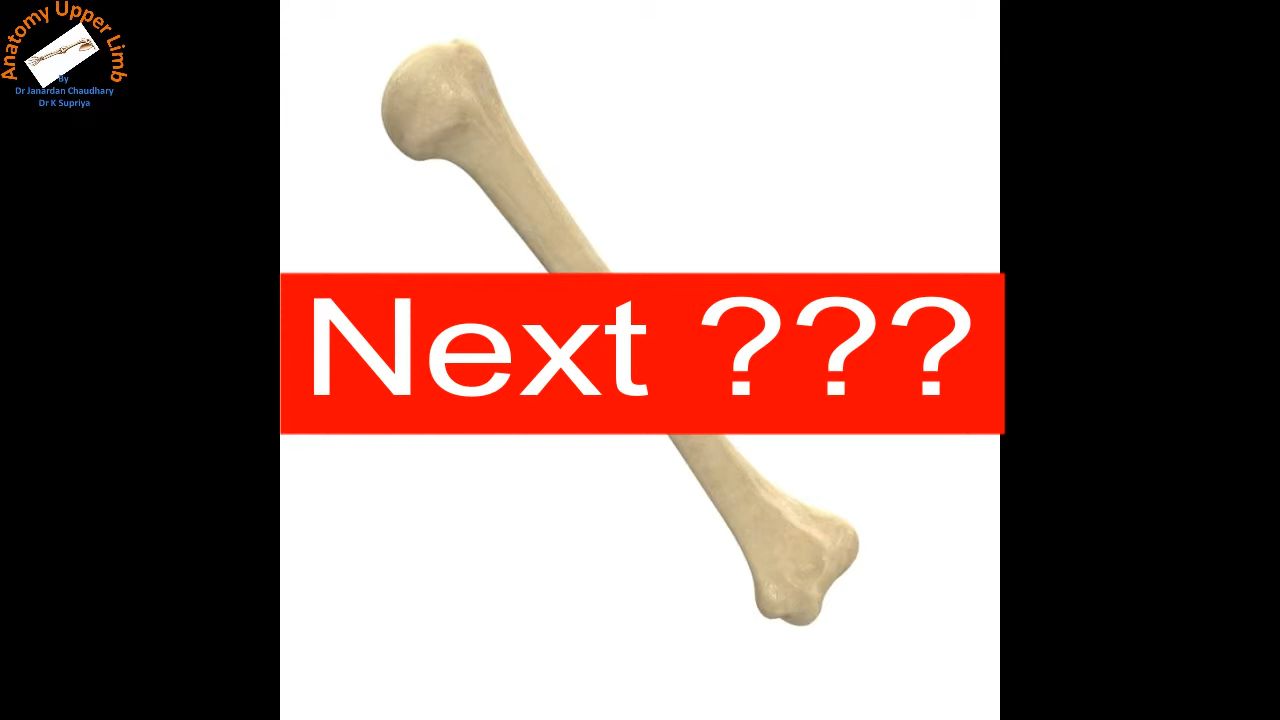 Anatomy Upper Limb
By
Dr Janardan Chaudhary
Dr K Supriya
Next ???